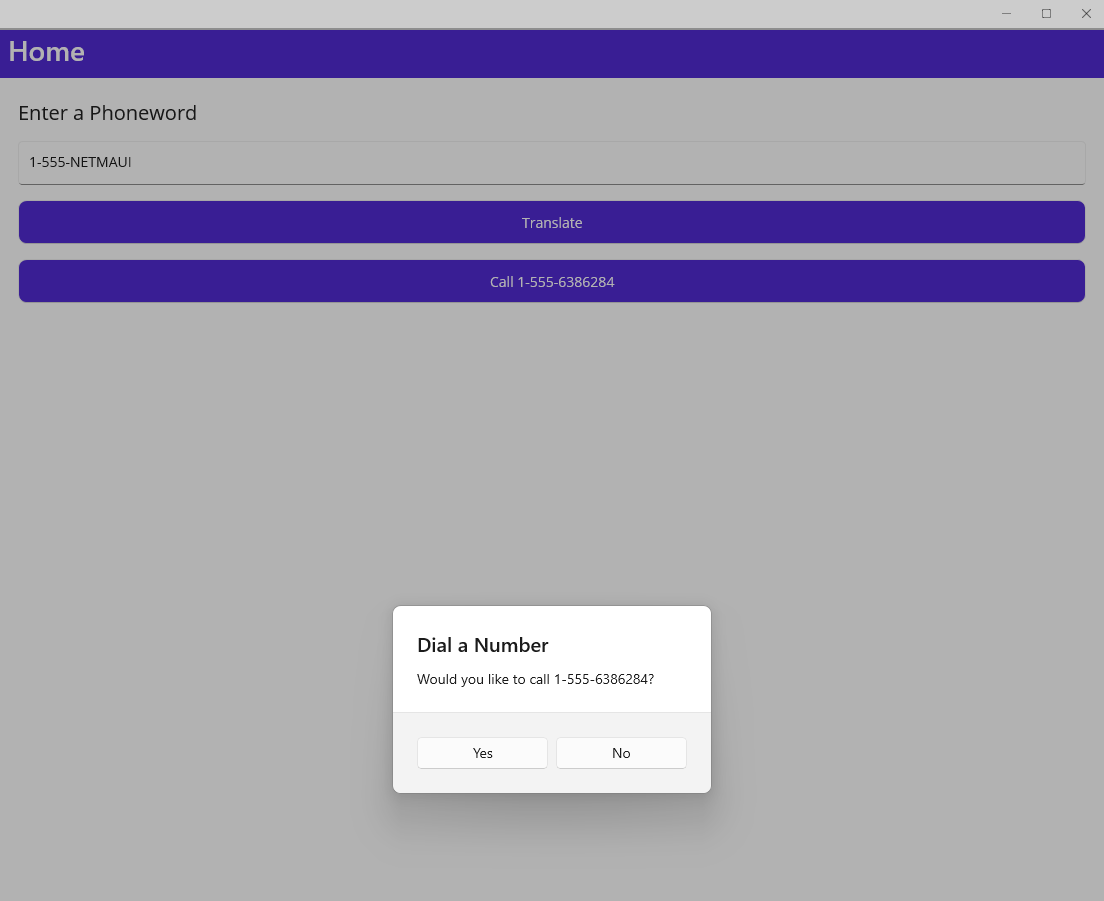 Home
Enter a Phoneword
1-555-NETMAUI
Translate
Call 1-555-6386284
Dial a Number
Would you like to call 1-555-6386284?
Yes
No